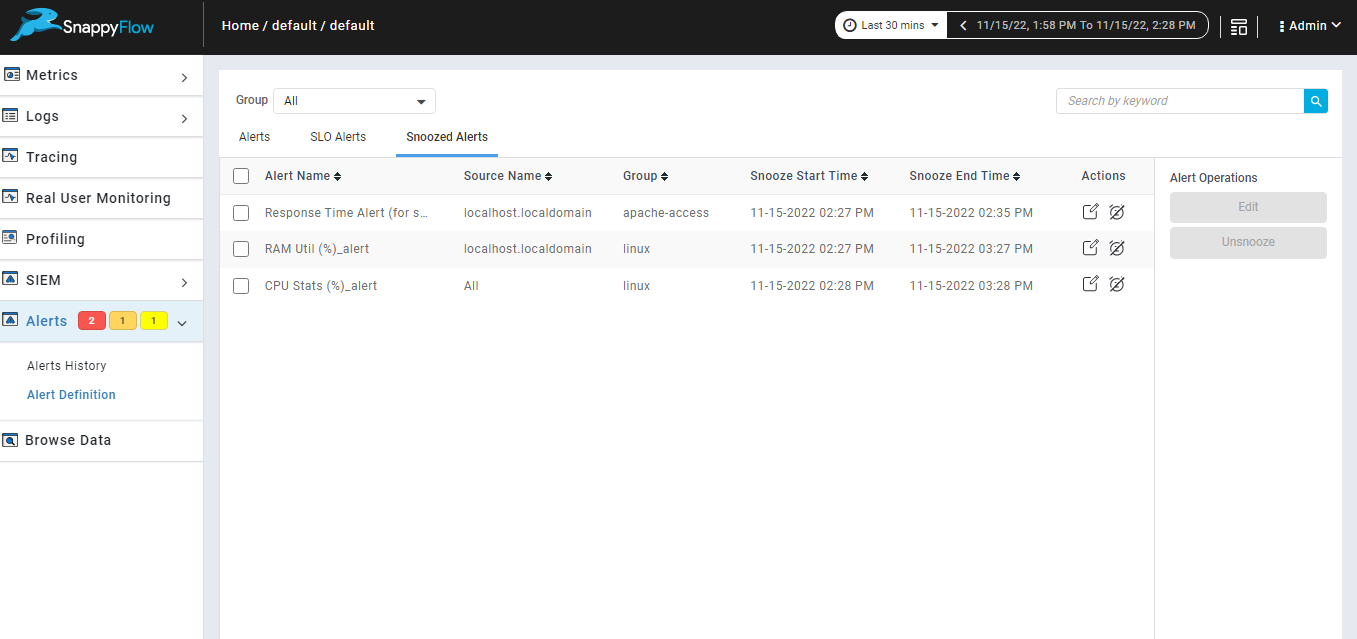 SnappyFlow
Home / default / default
Last 30 mins
11/15/22, 1:58 PM To 11/15/22, 2:28 PM
Admin
Metrics
Logs
Tracing
Real User Monitoring
Profiling
SIEM
Alerts 2 1 1
Alerts History
Alert Definition
Browse Data
Group All
Search by keyword
Alerts SLO Alerts Snoozed Alerts
Alert Name Source Name Group Snooze Start Time Snooze End Time Actions
Response Time Alert (for s... localhost.localdomain apache-access 11-15-2022 02:27 PM 11-15-2022 02:35 PM
RAM Util (%)_alert localhost.localdomain linux 11-15-2022 02:27 PM 11-15-2022 03:27 PM
CPU Stats (%)_alert All linux 11-15-2022 02:28 PM 11-15-2022 03:28 PM
Alert Operations
Edit
Unsnooze